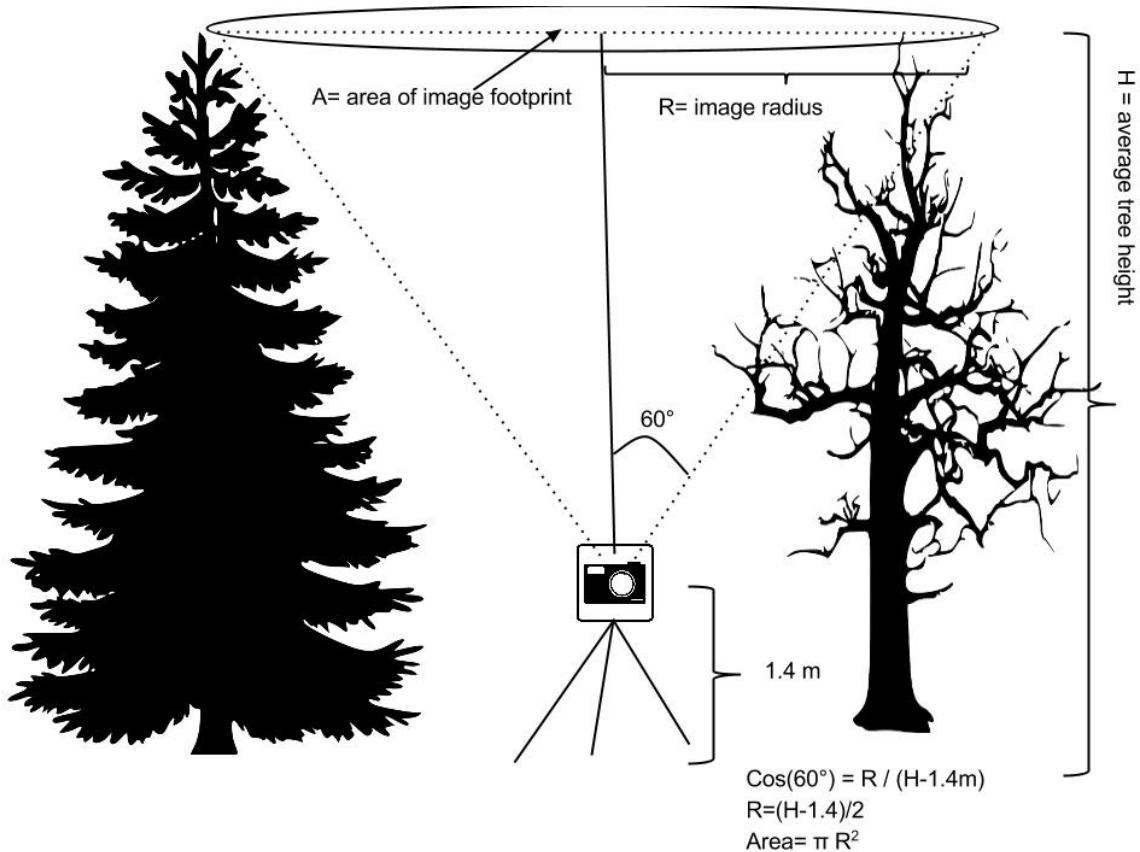 A= area of image footprint
R= image radius
H = average tree height
60°
1.4 m
Cos(60°) = R / (H-1.4m)
R=(H-1.4)/2
Area= π R²